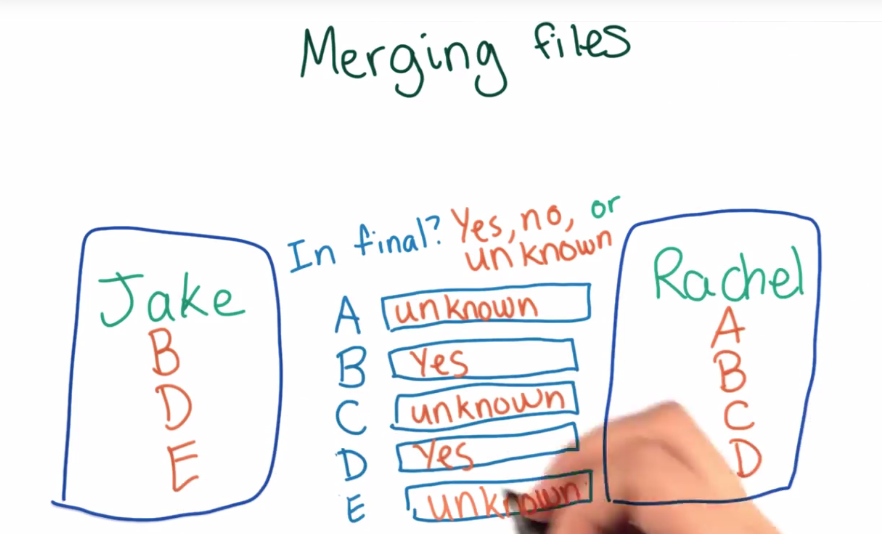 Merging files
In final? Yes, no, or
unknown
Jake
B
D
E
A unknown
B Yes
C unknown
D Yes
E unknown
Rachel
A
B
C
D